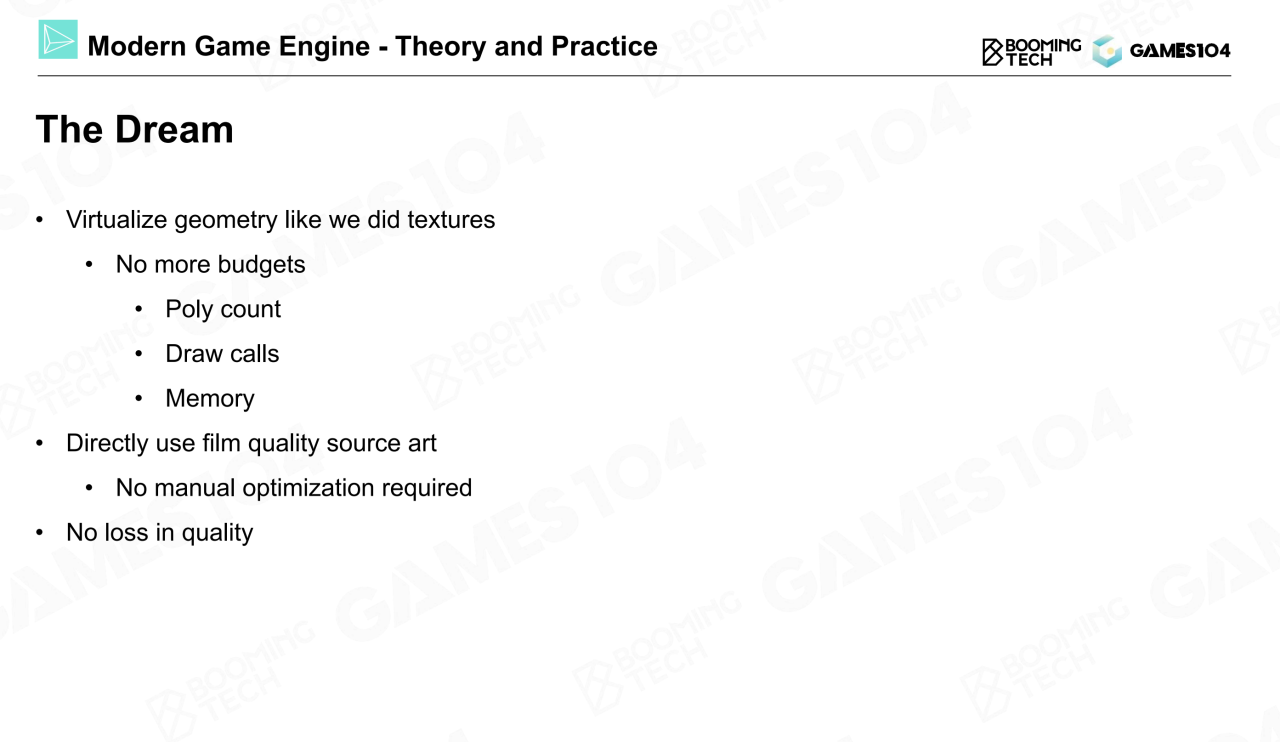 Modern Game Engine - Theory and Practice
BOOMING
TECH
GAMES104
The Dream
• Virtualize geometry like we did textures
• No more budgets
• Poly count
• Draw calls
• Memory
• Directly use film quality source art
• No manual optimization required
• No loss in quality